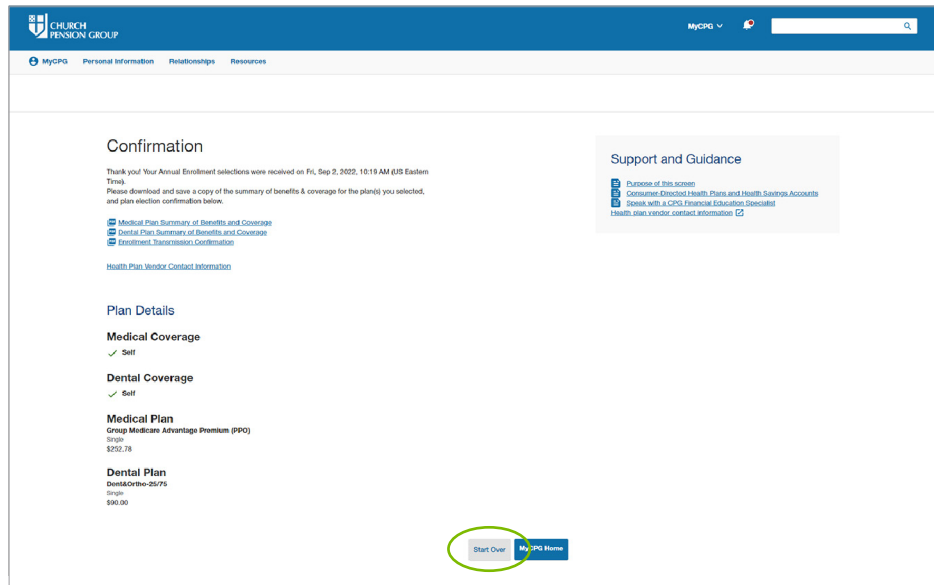 CHURCH
PENSION GROUP
MyCPG
MyCPG Personal Information Relationships Resources
Confirmation
Thank you! Your Annual Enrollment selections were received on Fri, Sep 2, 2022, 10:19 AM (US Eastern
Time).
Please download and save a copy of the summary of benefits & coverage for the plan(s) you selected,
and plan election confirmation below.
Medical Plan Summary of Benefits and Coverage
Dental Plan Summary of Benefits and Coverage
Enrollment Transmission Confirmation
Health Plan Vendor Contact Information
Support and Guidance
Purpose of this screen
Consumer-Directed Health Plans and Health Savings Accounts
Speak with a CPG Financial Education Specialist
Health plan vendor contact information
Plan Details
Medical Coverage
Self
Dental Coverage
Self
Medical Plan
Group Medicare Advantage Premium (PPO)
Single
$252.78
Dental Plan
Dent&Ortho-25/75
Single
$90.00
Start Over MyCPG Home